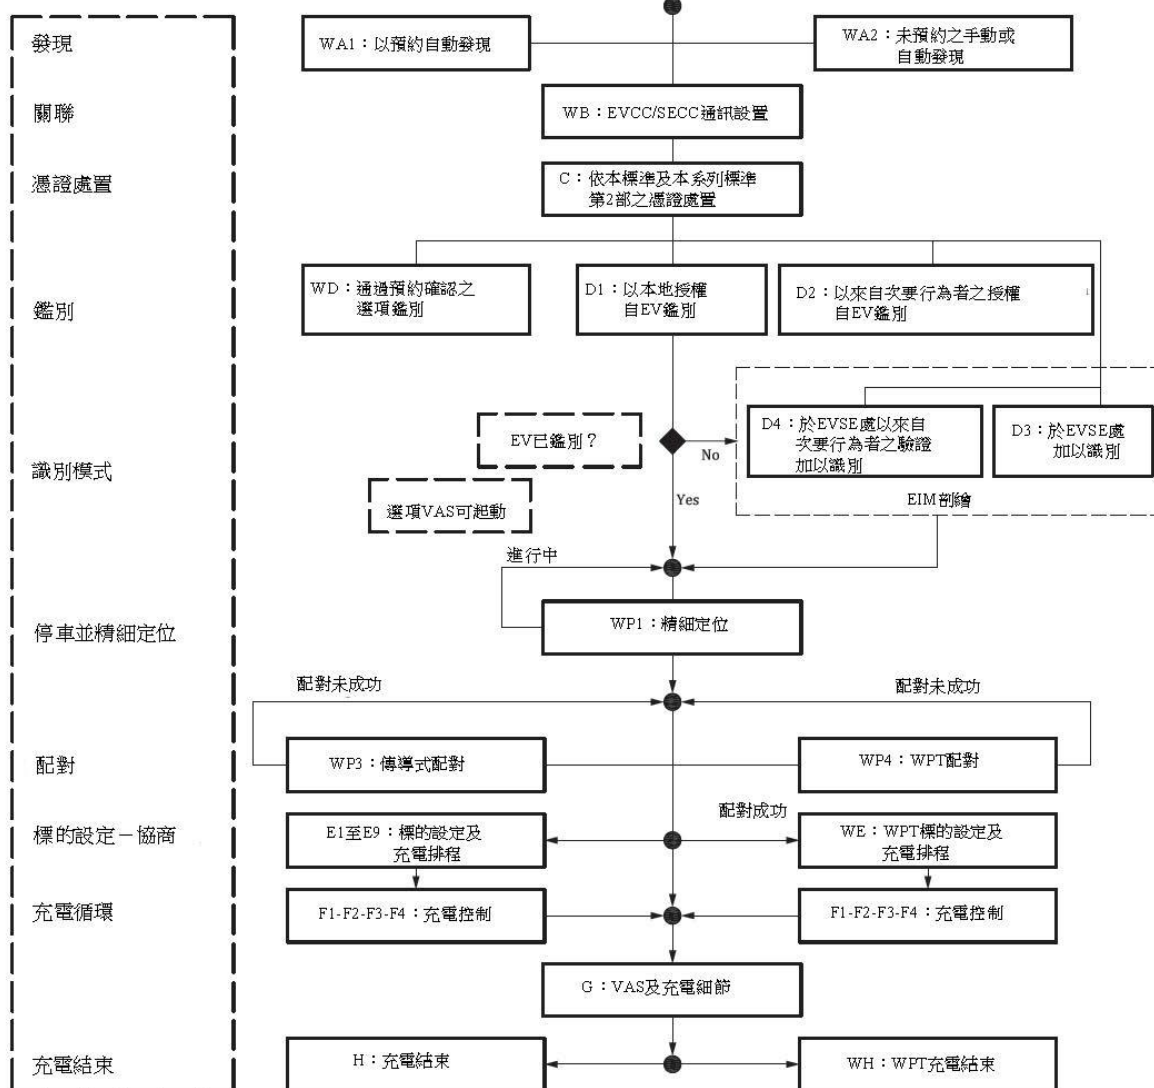 發現
WA1：以預約自動發現
WA2：未預約之手動或
自動發現
關聯
WB：EVCC/SECC通訊設置
憑證處置
C：依本標準及本系列標準
第2部之憑證處置
鑑別
WD：通過預約確認之
選項鑑別
D1：以本地授權
自EV鑑別
D2：以來自次要行為者之授權
自EV鑑別
識別模式
EV已鑑別？
No
Yes
D4：於EVSE處以來自
次要行為者之驗證
加以識別
D3：於EVSE處
加以識別
EIM剖繪
選項VAS可起動
進行中
停車並精細定位
WP1：精細定位
配對未成功
配對未成功
配對
WP3：傳導式配對
WP4：WPT配對
配對成功
標的設定－協商
E1至E9：標的設定及
充電排程
WE：WPT標的設定及
充電排程
充電循環
F1-F2-F3-F4：充電控制
F1-F2-F3-F4：充電控制
G：VAS及充電細節
充電結束
H：充電結束
WH：WPT充電結束